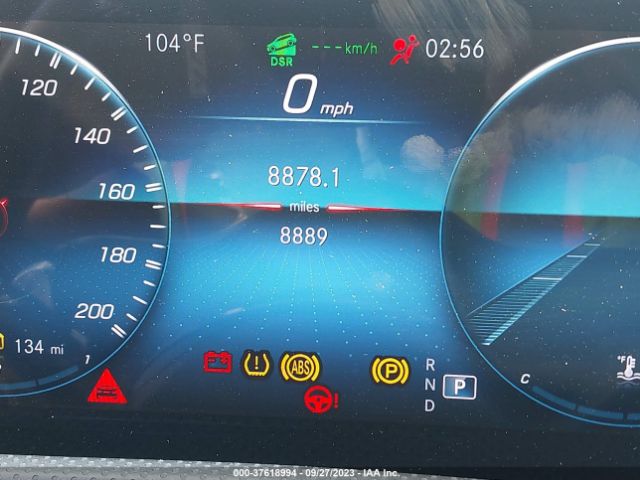 104°F
DSR
---km/h
02:56
0 mph
120
140
160
180
200
8878.1
miles
8889
134 mi
1
ABS
P
!
R
N P
D
C
°F
000-37618994 - 09/27/2023 - IAA Inc.